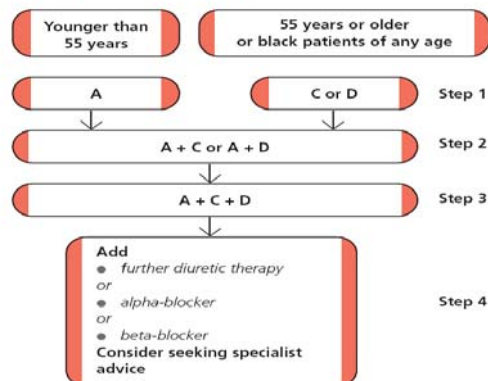 Younger than
55 years
55 years or older
or black patients of any age
A
C or D
Step 1
A + C or A + D
Step 2
A + C + D
Step 3
Add
● further diuretic therapy
or
● alpha-blocker
or
● beta-blocker
Consider seeking specialist
advice
Step 4